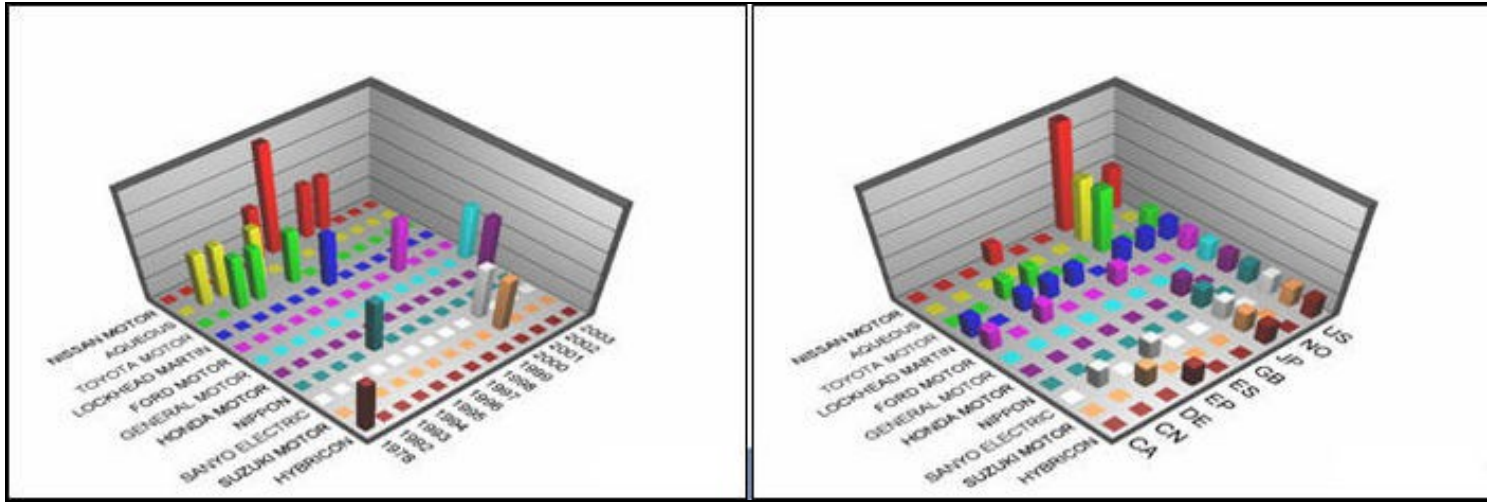 NISSAN MOTOR
AQUEOUS
TOYOTA MOTOR
LOCKHEAD MARTIN
FORD MOTOR
GENERAL MOTOR
HONDA MOTOR
NIPPON
SANYO ELECTRIC
SUZUKI MOTOR
HYBRICON
1978
1992
1993
1994
1995
1996
1997
1998
1999
2000
2001
2002
2003
NISSAN MOTOR
AQUEOUS
TOYOTA MOTOR
LOCKHEAD MARTIN
FORD MOTOR
GENERAL MOTOR
HONDA MOTOR
NIPPON
SANYO ELECTRIC
SUZUKI MOTOR
HYBRICON
CA
CN
DE
EP
ES
GB
JP
NO
US